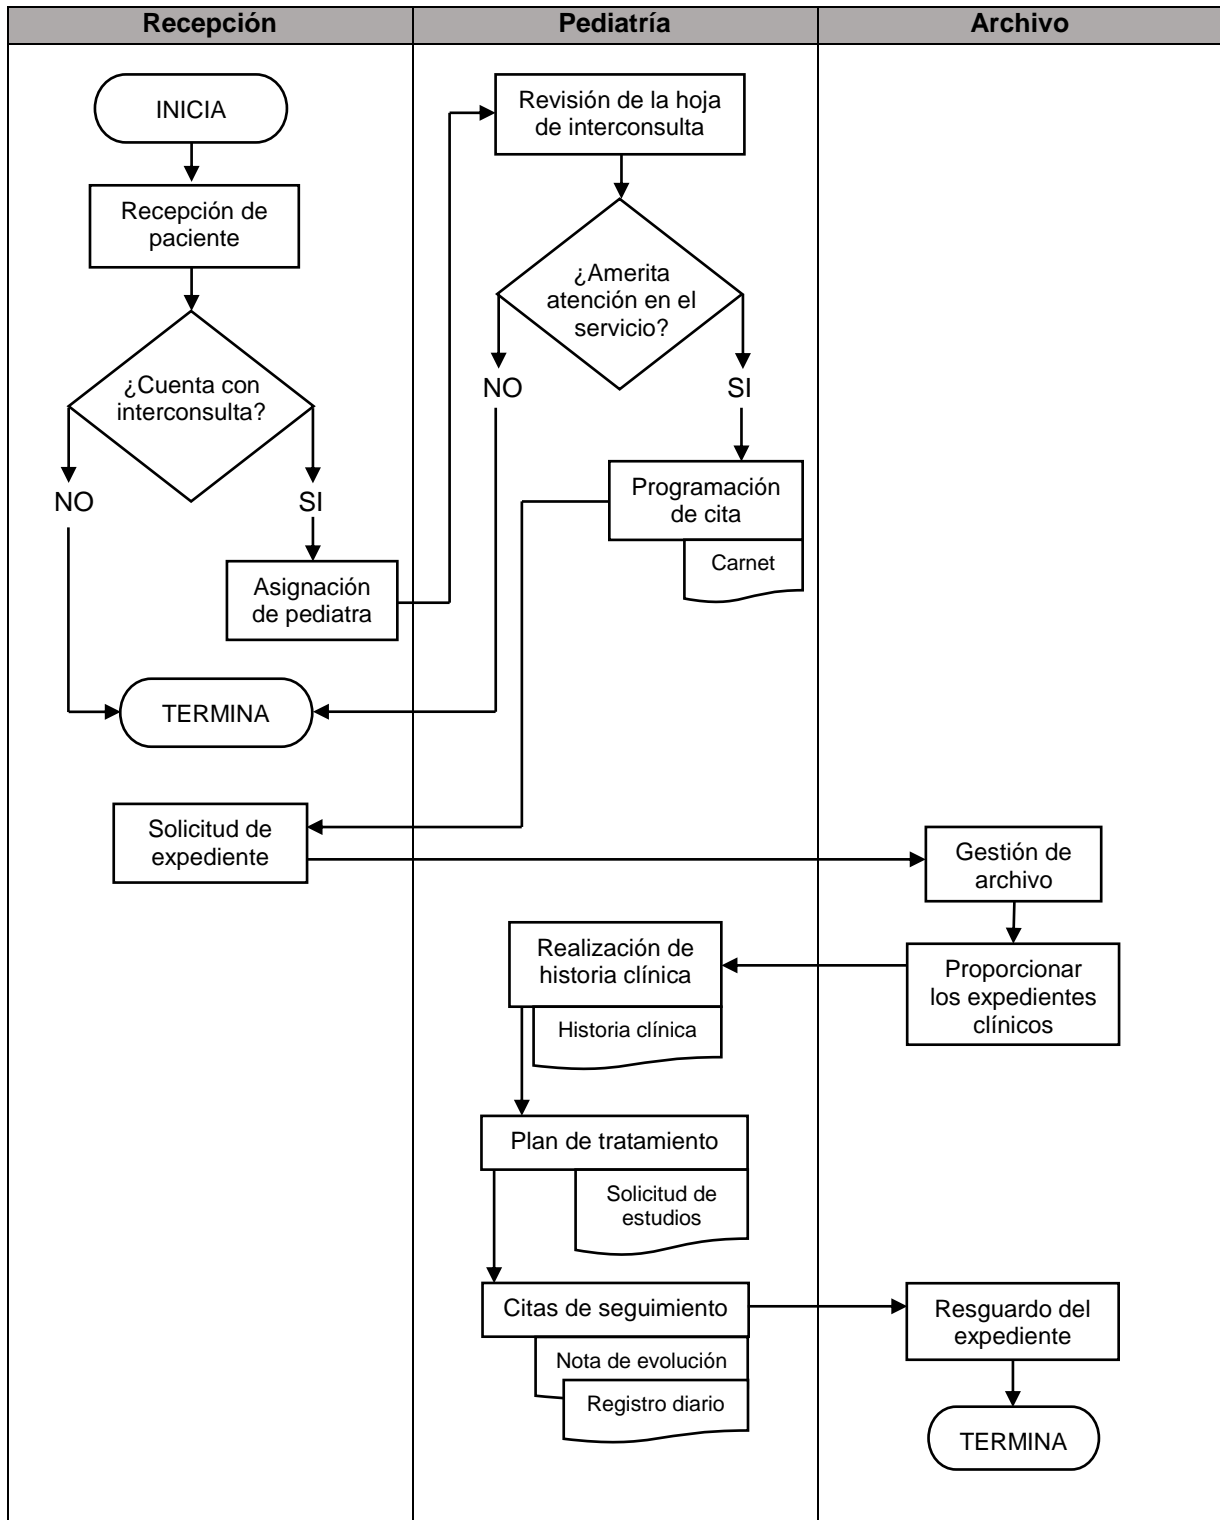 Recepción
Pediatría
Archivo
INICIA
Recepción de
paciente
¿Cuenta con
interconsulta?
NO
SI
Asignación
de pediatra
TERMINA
Revisión de la hoja
de interconsulta
¿Amerita
atención en el
servicio?
NO
SI
Programación
de cita
Carnet
Solicitud de
expediente
Gestión de
archivo
Proporcionar
los expedientes
clínicos
Realización de
historia clínica
Historia clínica
Plan de tratamiento
Solicitud de
estudios
Citas de seguimiento
Nota de evolución
Registro diario
Resguardo del
expediente
TERMINA